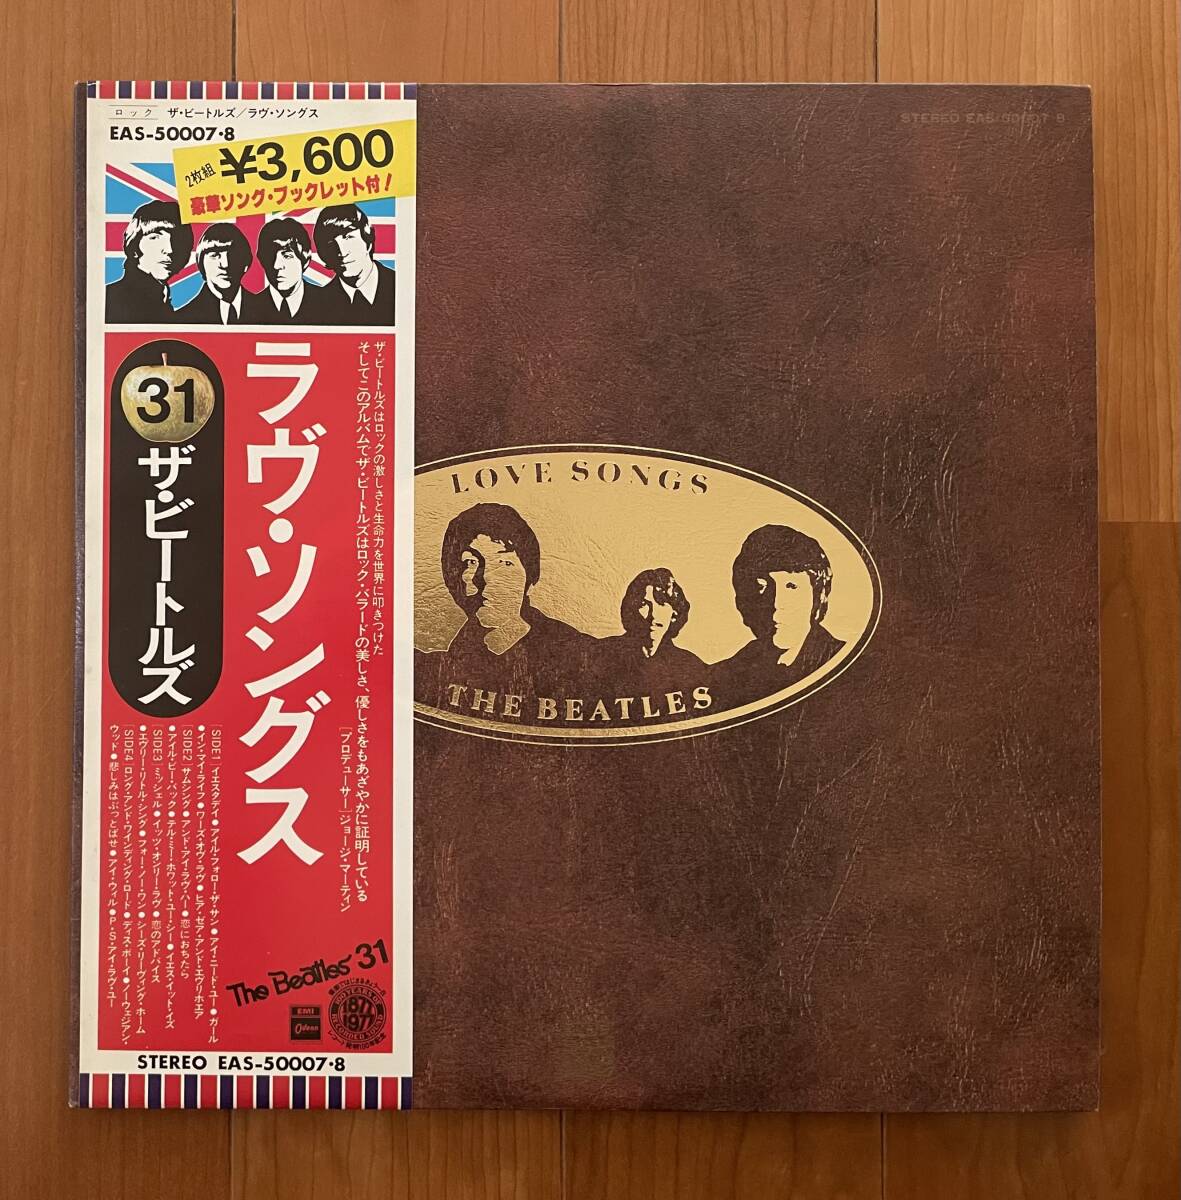 ロック ザ・ビートルズ/ラヴ・ソングス
EAS-50007·8
2枚組 ¥3,600
豪華ソング・ブックレット付!
ザ・ビートルズはロックの激しさと生命力を世界に叩きつけた
そしてこのアルバムでザ・ビートルズはロック・バラードの美しさ、優しさをもあざやかに証明している
[プロデューサー]ジョージ・マーティン
ラヴ・ソングス
31
ザ・ビートルズ
[SIDE1]イエスタデイ●アイル・フォロー・ザ・サン●アイ・ニード・ユー●ガール
●イン・マイ・ライフ●ワーズ・オヴ・ラヴ●ヒア・ゼア・アンド・エヴリホエア
[SIDE2]サムシング●アンド・アイ・ラヴ・ハー●恋におちたら
●アイル・ビー・バック●テル・ミー・ホワット・ユー・シー●イエス・イット・イズ
[SIDE3]ミッシェル●イッツ・オンリー・ラヴ●恋のアドバイス
●エヴリー・リトル・シング●フォー・ノー・ワン●シーズ・リーヴィング・ホーム
[SIDE4]ロング・アンド・ワインディング・ロード●ディス・ボーイ●ノーウェジアン・
ウッド●悲しみはぶっとばせ●アイ・ウィル●P・S・アイ・ラヴ・ユー
The Beatles 31
EMI
Odeon
100 YEARS OF
1877
1977
RECORDED SOUND
レコード発明100年記念
STEREO EAS-50007·8
STEREO EAS-50007 8
LOVE SONGS
THE BEATLES